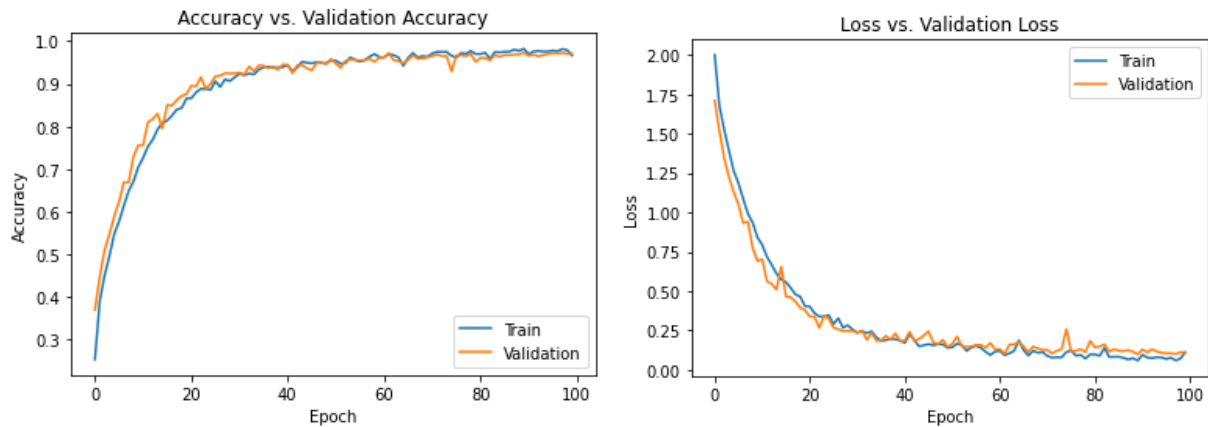 Accuracy vs. Validation Accuracy
1.0
0.9
0.8
0.7
0.6
0.5
0.4
0.3
Accuracy
Train
Validation
0 20 40 60 80 100
Epoch
Loss vs. Validation Loss
2.00
1.75
1.50
1.25
1.00
0.75
0.50
0.25
0.00
Loss
Train
Validation
0 20 40 60 80 100
Epoch